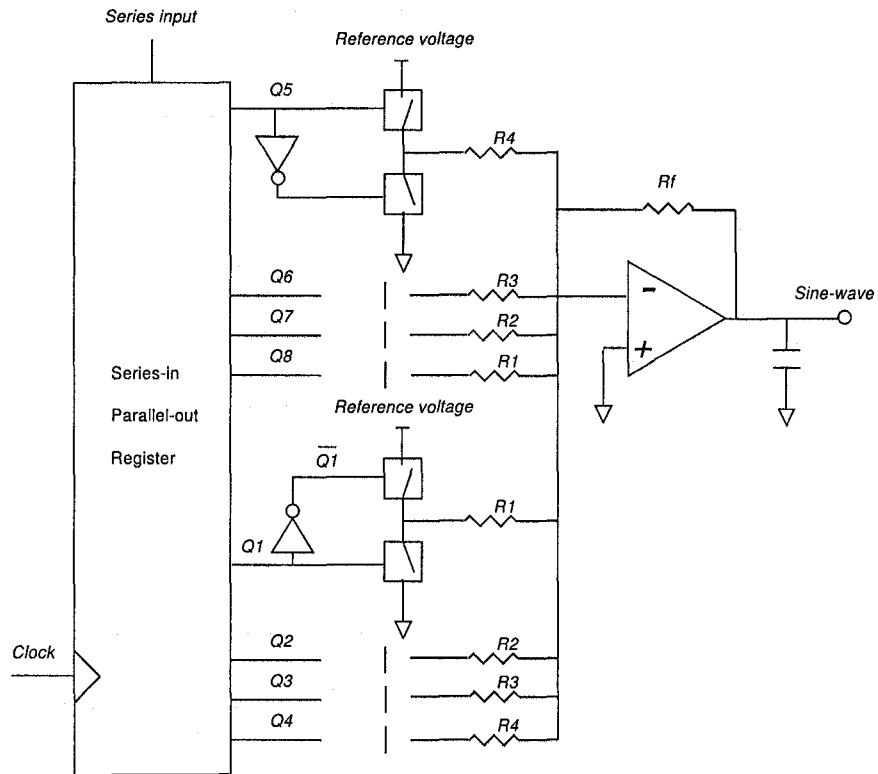 Series input
Reference voltage
Q5
R4
Rf
Q6
R3
-
Sine-wave
Q7
R2
+
Q8
R1
Series-in
Parallel-out
Register
Reference voltage
Q̅1̅
R1
Q1
Q2
R2
Clock
Q3
R3
Q4
R4